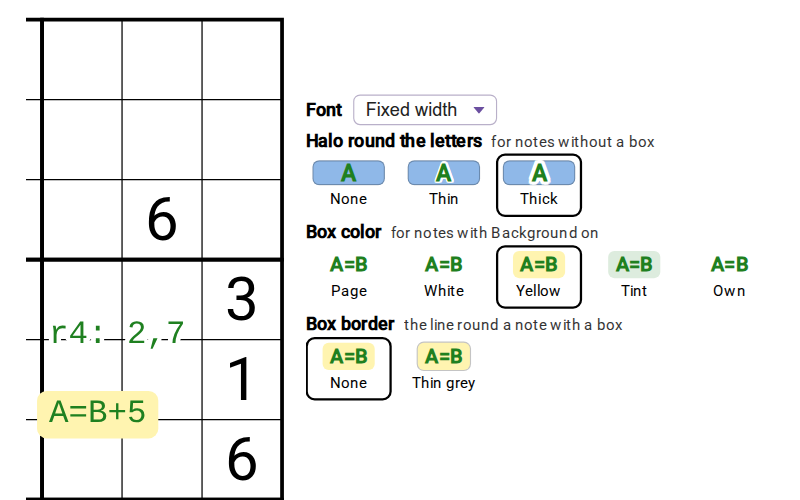 6
3
r4: 2,7
1
A=B+5
6
Font Fixed width
Halo round the letters for notes without a box
A A A
None Thin Thick
Box color for notes with Background on
A=B A=B A=B A=B A=B
Page White Yellow Tint Own
Box border the line round a note with a box
A=B A=B
None Thin grey